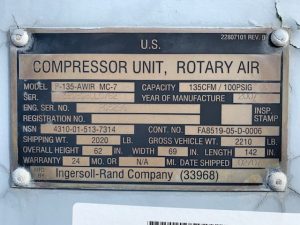 22807101 REV. D
U.S.
COMPRESSOR UNIT, ROTARY AIR
MODEL P-135-AWIR MC-7 CAPACITY 135CFM / 100PSIG
SER. YEAR OF MANUFACTURE
ENG. SER. NO. INSP.
REGISTRATION NO. STAMP
NSN 4310-01-513-7314 CONT. NO. FA8519-05-D-0006
SHIPPING WT. 2020 LB. GROSS VEHICLE WT. 2210 LB.
OVERALL HEIGHT 62 IN. WIDTH 69 IN. LENGTH 142 IN.
WARRANTY 24 MO. OR N/A MI. DATE SHIPPED
Ingersoll-Rand Company (33968)